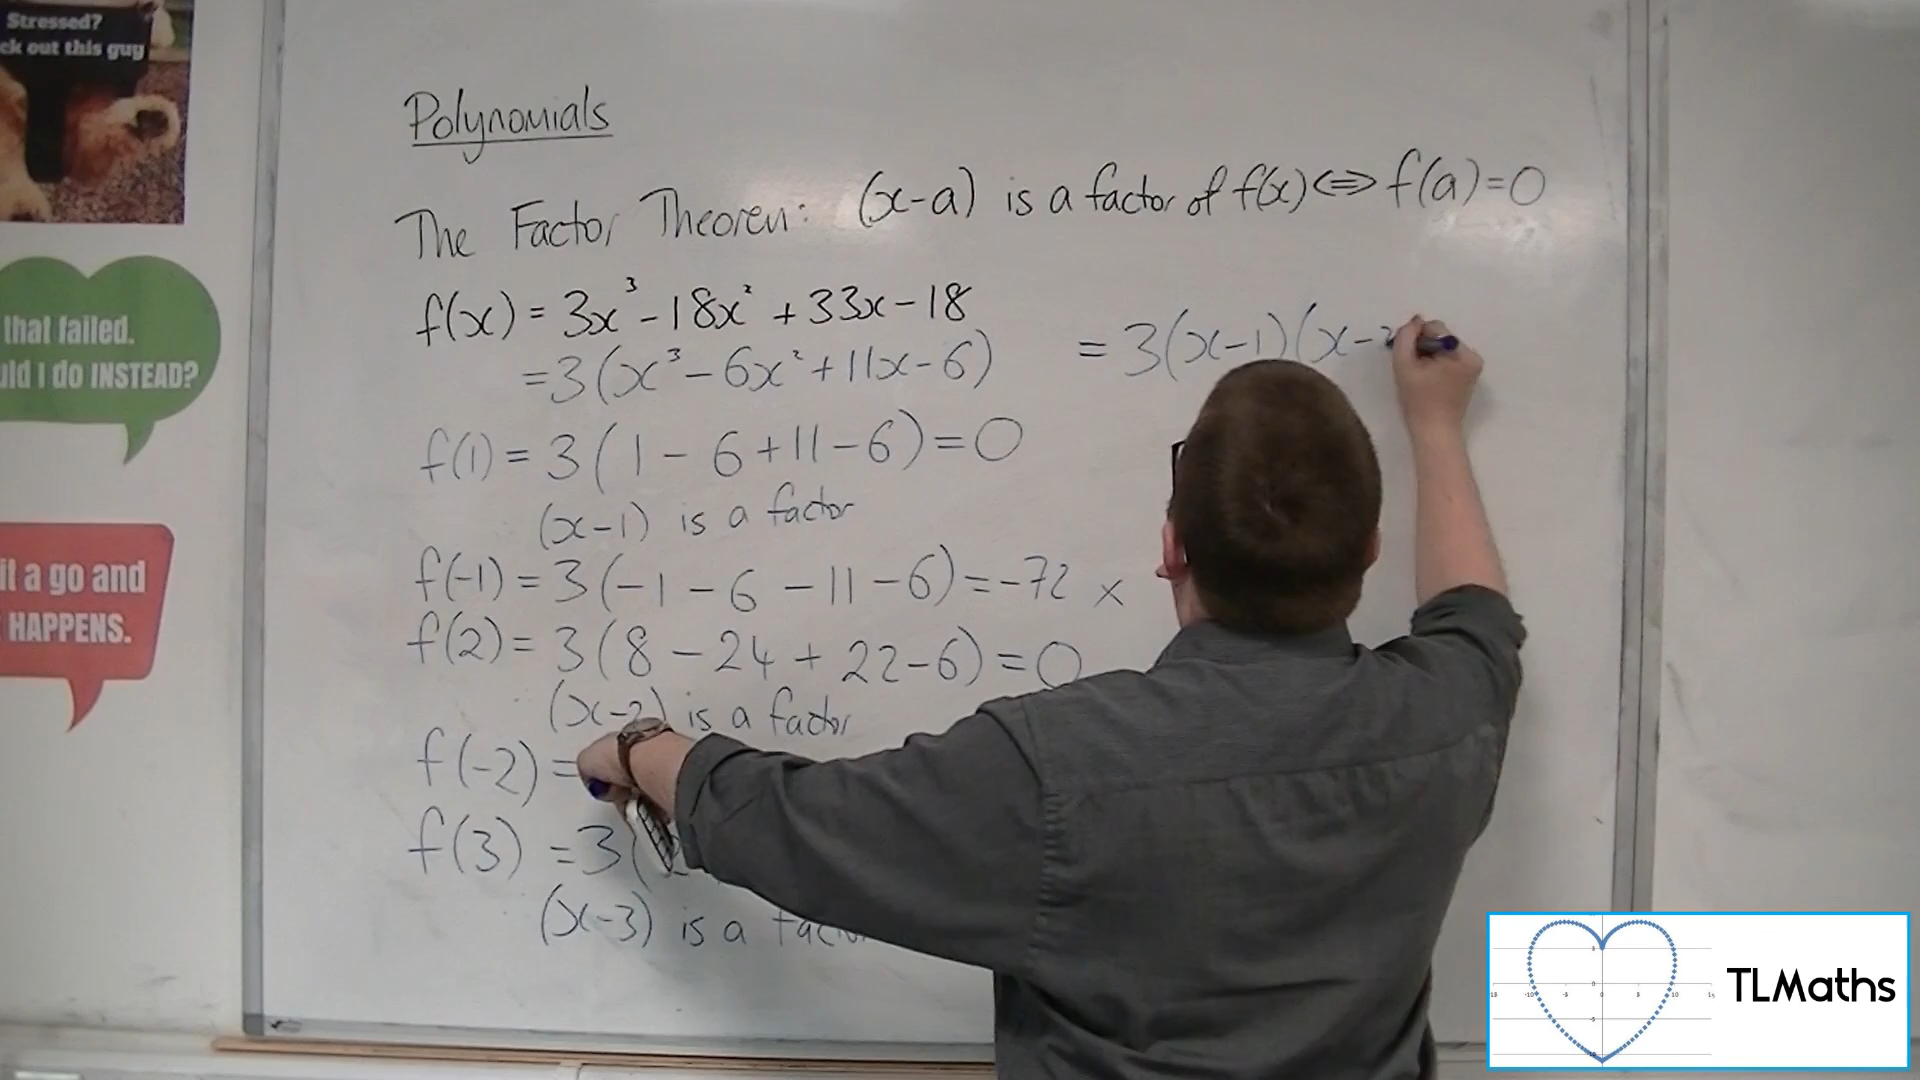 Stressed?
ck out this guy
that failed.
uld I do INSTEAD?
it a go and
HAPPENS.
Polynomials
The Factor Theorem: (x-a) is a factor of f(x) ⇔ f(a)=0
f(x) = 3x³ - 18x² + 33x - 18
= 3(x³ - 6x² + 11x - 6)
= 3(x-1)(x-2
f(1) = 3(1 - 6 + 11 - 6) = 0
(x-1) is a factor
f(-1) = 3(-1 - 6 - 11 - 6) = -72 ×
f(2) = 3(8 - 24 + 22 - 6) = 0
(x-2) is a factor
f(-2) =
f(3) = 3(
(x-3) is a factor
TLMaths